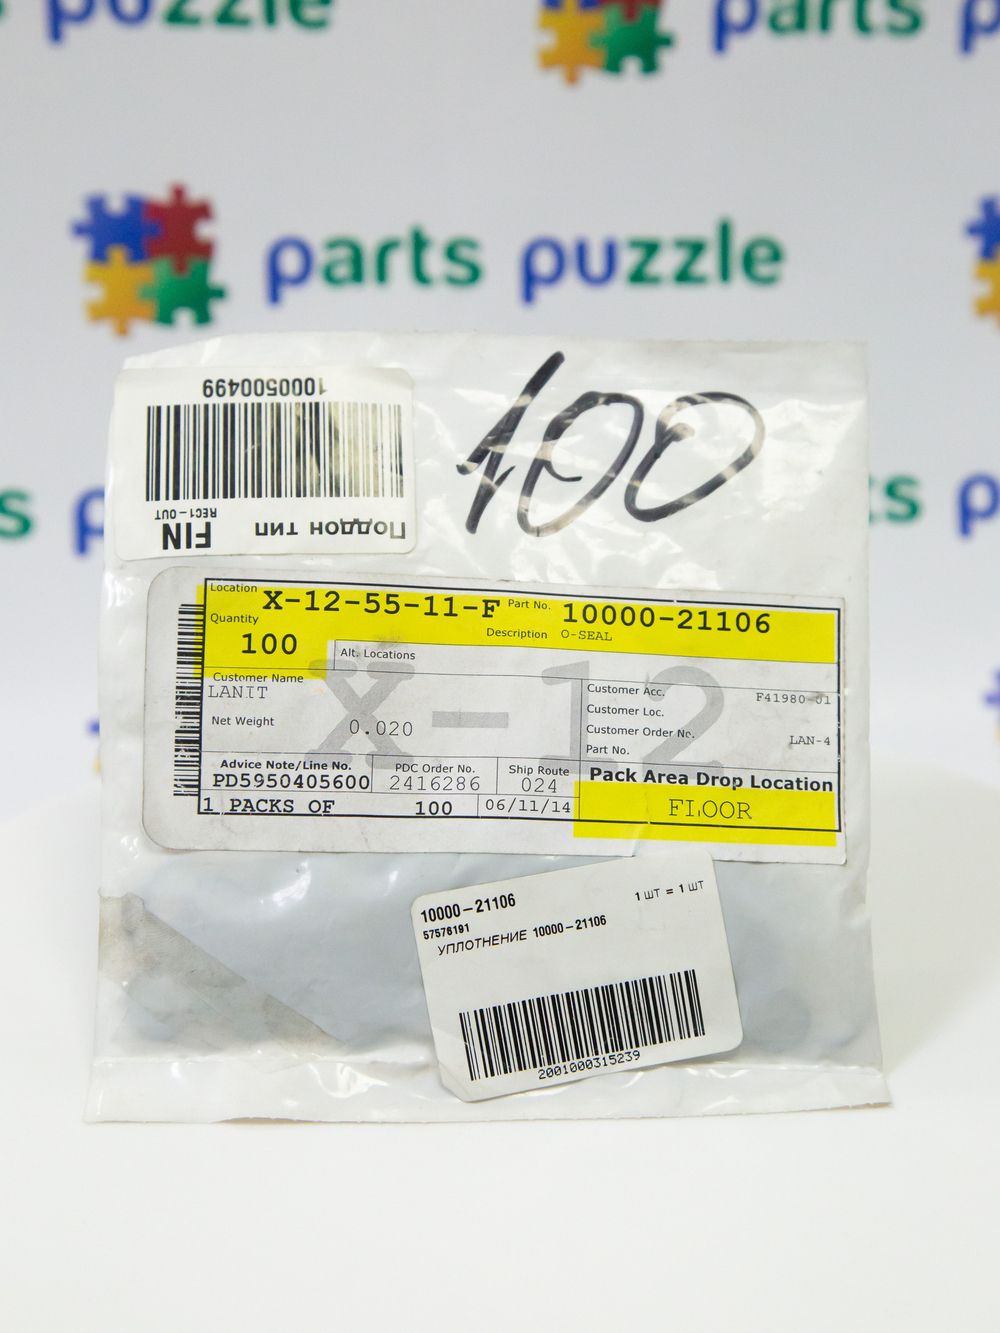 puzzle
parts
p
parts puzzle
s
p
ts
p
1000500499
Поддон тип FIN
REC1-OUT
100
Location X-12-55-11-F Part No. 10000-21106
Quantity 100 Description O-SEAL
Alt. Locations
X-12
Customer Name
LANIT
Net Weight 0.020
Customer Acc. F41980-01
Customer Loc.
Customer Order No. LAN-4
Part No.
Advice Note/Line No. PDC Order No. Ship Route Pack Area Drop Location
PD5950405600 2416286 024 FLOOR
1 PACKS OF 100 06/11/14
10000-21106 1 шт = 1 шт
57576191
УПЛОТНЕНИЕ 10000-21106
2001000315239